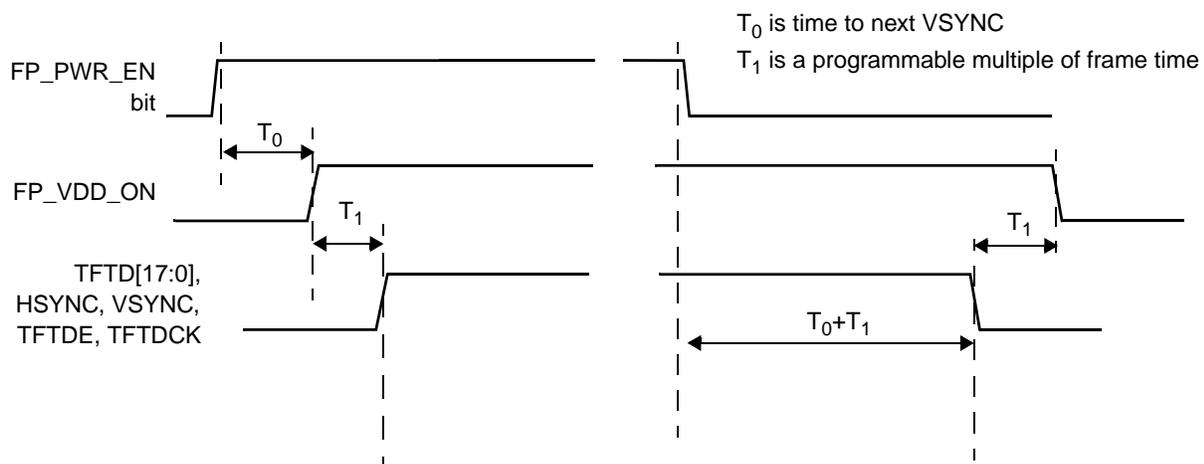 T0 is time to next VSYNC
T1 is a programmable multiple of frame time
FP_PWR_EN
bit
T0
FP_VDD_ON
T1
T1
TFTD[17:0],
HSYNC, VSYNC,
TFTDE, TFTDCK
T0+T1